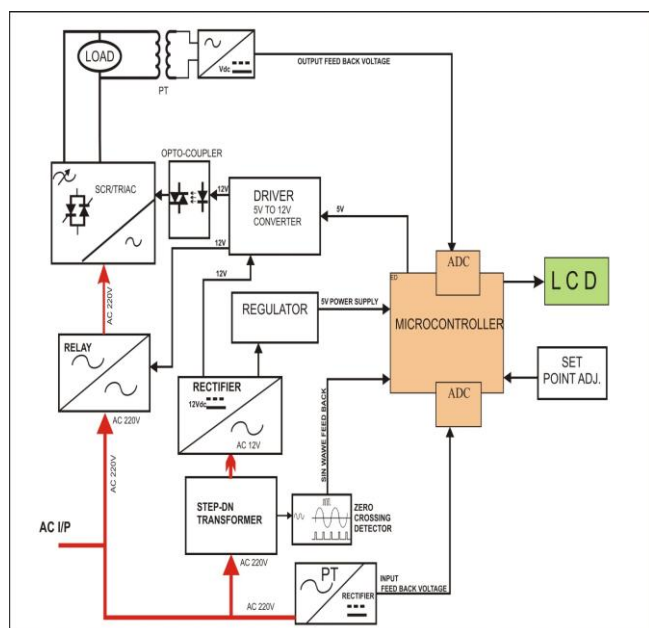 LOAD
PT
Vdc
OUTPUT FEED BACK VOLTAGE
OPTO-COUPLER
SCR/TRIAC
12V
DRIVER
5V TO 12V
CONVERTER
5V
12V
12V
ADC
ED
MICROCONTROLLER
LCD
AC 220V
REGULATOR
5V POWER SUPPLY
SET
POINT ADJ.
RELAY
AC 220V
RECTIFIER
12Vdc
AC 12V
ADC
SIN WAWE FEED BACK
AC 220V
STEP-DN
TRANSFORMER
ZERO
CROSSING
DETECTOR
AC I/P
AC 220V
AC 220V
PT
RECTIFIER
INPUT
FEED BACK VOLTAGE